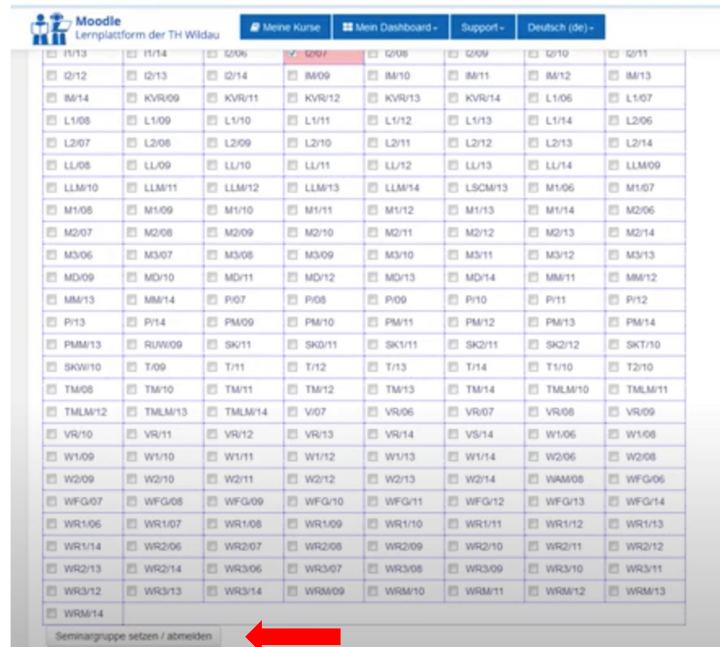 Moodle
Lernplattform der TH Wildau
Meine Kurse Mein Dashboard Support Deutsch (de)
I1/13 I1/14 I2/06 I2/07 I2/08 I2/09 I2/10 I2/11
I2/12 I2/13 I2/14 IM/09 IM/10 IM/11 IM/12 IM/13
IM/14 KVR/09 KVR/11 KVR/12 KVR/13 KVR/14 L1/06 L1/07
L1/08 L1/09 L1/10 L1/11 L1/12 L1/13 L1/14 L2/06
L2/07 L2/08 L2/09 L2/10 L2/11 L2/12 L2/13 L2/14
LL/08 LL/09 LL/10 LL/11 LL/12 LL/13 LL/14 LLM/09
LLM/10 LLM/11 LLM/12 LLM/13 LLM/14 LSCM/13 M1/06 M1/07
M1/08 M1/09 M1/10 M1/11 M1/12 M1/13 M1/14 M2/06
M2/07 M2/08 M2/09 M2/10 M2/11 M2/12 M2/13 M2/14
M3/06 M3/07 M3/08 M3/09 M3/10 M3/11 M3/12 M3/13
MD/09 MD/10 MD/11 MD/12 MD/13 MD/14 MM/11 MM/12
MM/13 MM/14 P/07 P/08 P/09 P/10 P/11 P/12
P/13 P/14 PM/09 PM/10 PM/11 PM/12 PM/13 PM/14
PMM/13 RUW/09 SK/11 SK0/11 SK1/11 SK2/11 SK2/12 SKT/10
SKW/10 T/09 T/11 T/12 T/13 T/14 T1/10 T2/10
TM/08 TM/10 TM/11 TM/12 TM/13 TM/14 TMLM/10 TMLM/11
TMLM/12 TMLM/13 TMLM/14 V/07 VR/06 VR/07 VR/08 VR/09
VR/10 VR/11 VR/12 VR/13 VR/14 VS/14 W1/06 W1/08
W1/09 W1/10 W1/11 W1/12 W1/13 W1/14 W2/06 W2/08
W2/09 W2/10 W2/11 W2/12 W2/13 W2/14 WAM/08 WFG/06
WFG/07 WFG/08 WFG/09 WFG/10 WFG/11 WFG/12 WFG/13 WFG/14
WR1/06 WR1/07 WR1/08 WR1/09 WR1/10 WR1/11 WR1/12 WR1/13
WR1/14 WR2/06 WR2/07 WR2/08 WR2/09 WR2/10 WR2/11 WR2/12
WR2/13 WR2/14 WR3/06 WR3/07 WR3/08 WR3/09 WR3/10 WR3/11
WR3/12 WR3/13 WR3/14 WRM/09 WRM/10 WRM/11 WRM/12 WRM/13
WRM/14
Seminargruppe setzen / abmelden